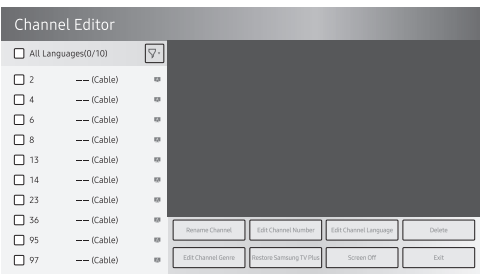 Channel Editor
All Languages(0/10)
2 −− (Cable)
4 −− (Cable)
6 −− (Cable)
8 −− (Cable)
13 −− (Cable)
14 −− (Cable)
23 −− (Cable)
36 −− (Cable)
95 −− (Cable)
97 −− (Cable)
Rename Channel Edit Channel Number Edit Channel Language Delete
Edit Channel Genre Restore Samsung TV Plus Screen Off Exit